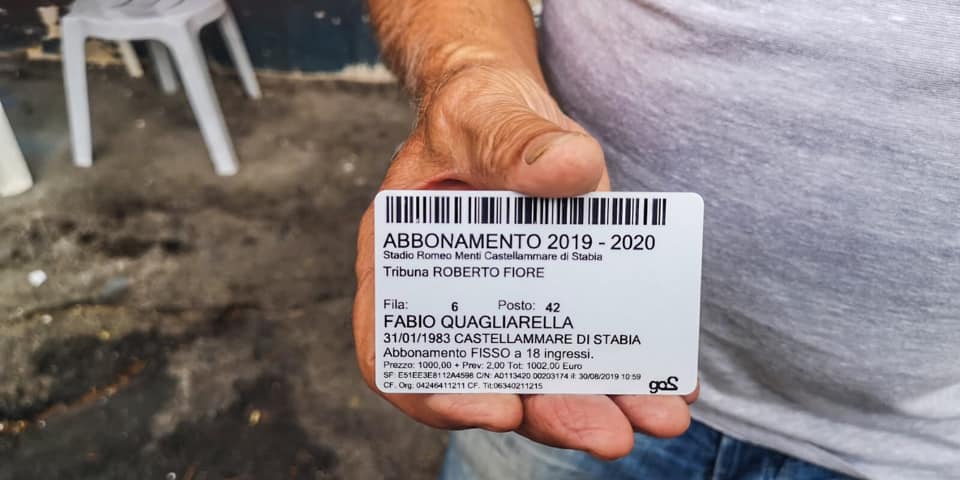 ABBONAMENTO 2019 - 2020
Stadio Romeo Menti Castellammare di Stabia
Tribuna ROBERTO FIORE
Fila: 6 Posto: 42
FABIO QUAGLIARELLA
31/01/1983 CASTELLAMMARE DI STABIA
Abbonamento FISSO a 18 ingressi.
Prezzo: 1000,00 + Prev: 2,00 Tot: 1002,00 Euro
SF: E51EE3E8112A4598 C/N: A0113420 00203174 il: 30/08/2019 10:59
CF. Org: 04246411211 CF. Tit:06340211215
go2